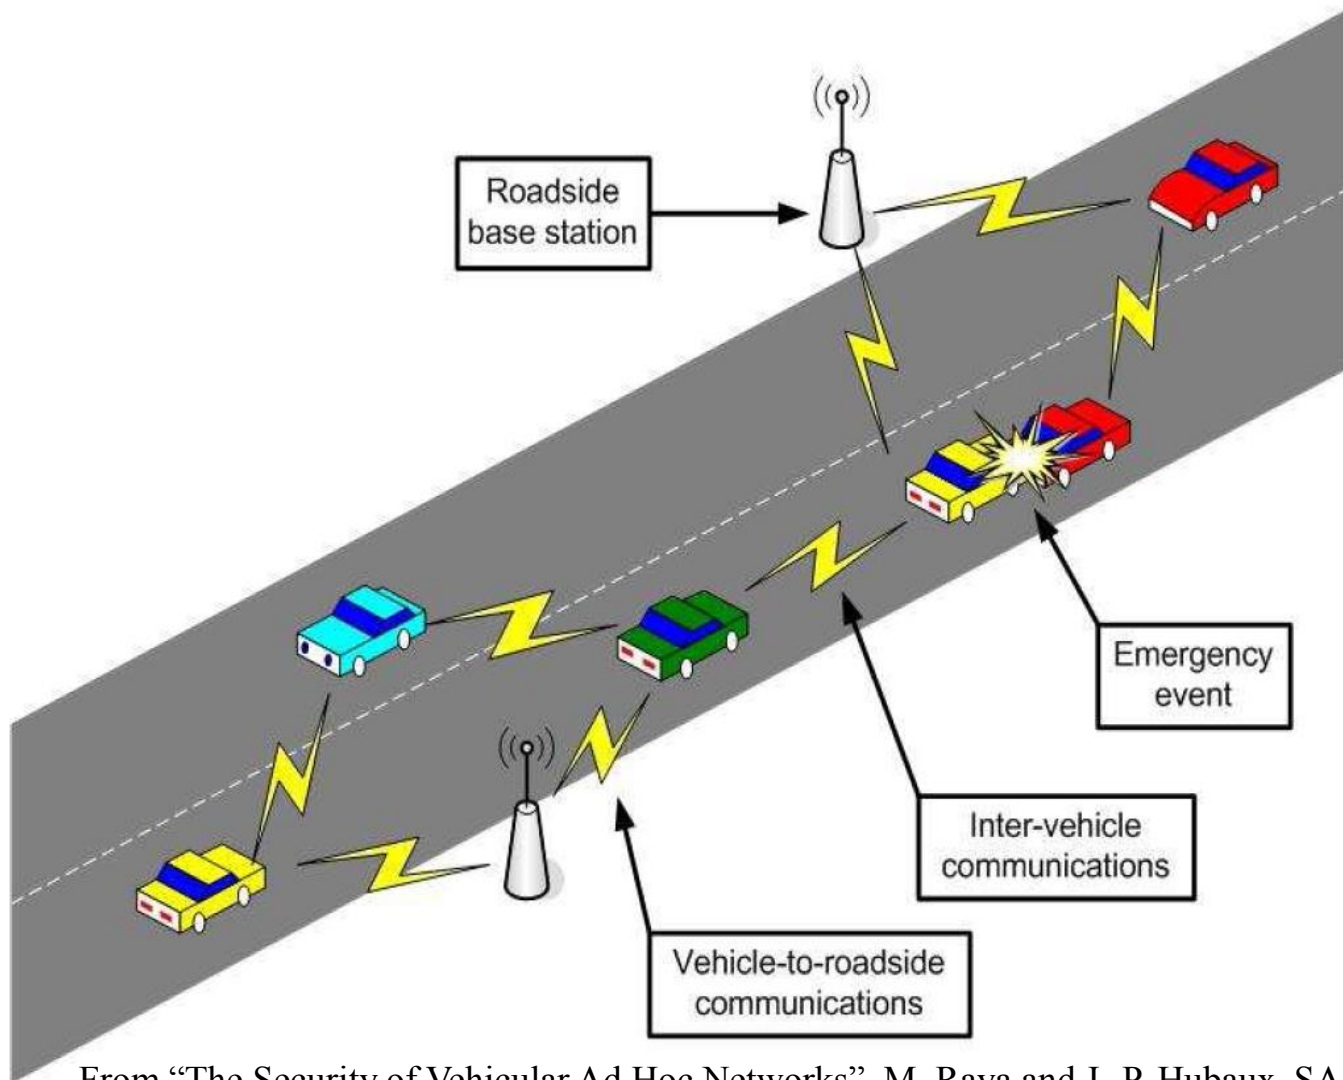 Roadside
base station
Emergency
event
Inter-vehicle
communications
Vehicle-to-roadside
communications
From “The Security of Vehicular Ad Hoc Networks”, M. Raya and J.-P. Hubaux, SA